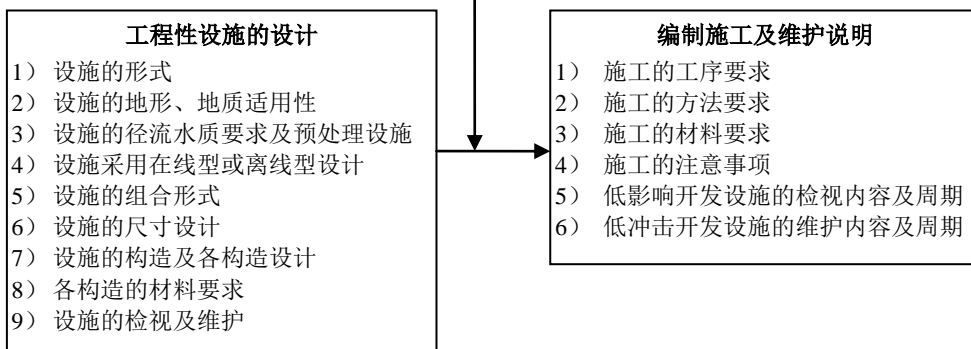 工程性设施的设计
1） 设施的形式
2） 设施的地形、地质适用性
3） 设施的径流水质要求及预处理设施
4） 设施采用在线型或离线型设计
5） 设施的组合形式
6） 设施的尺寸设计
7） 设施的构造及各构造设计
8） 各构造的材料要求
9） 设施的检视及维护
编制施工及维护说明
1） 施工的工序要求
2） 施工的方法要求
3） 施工的材料要求
4） 施工的注意事项
5） 低影响开发设施的检视内容及周期
6） 低冲击开发设施的维护内容及周期